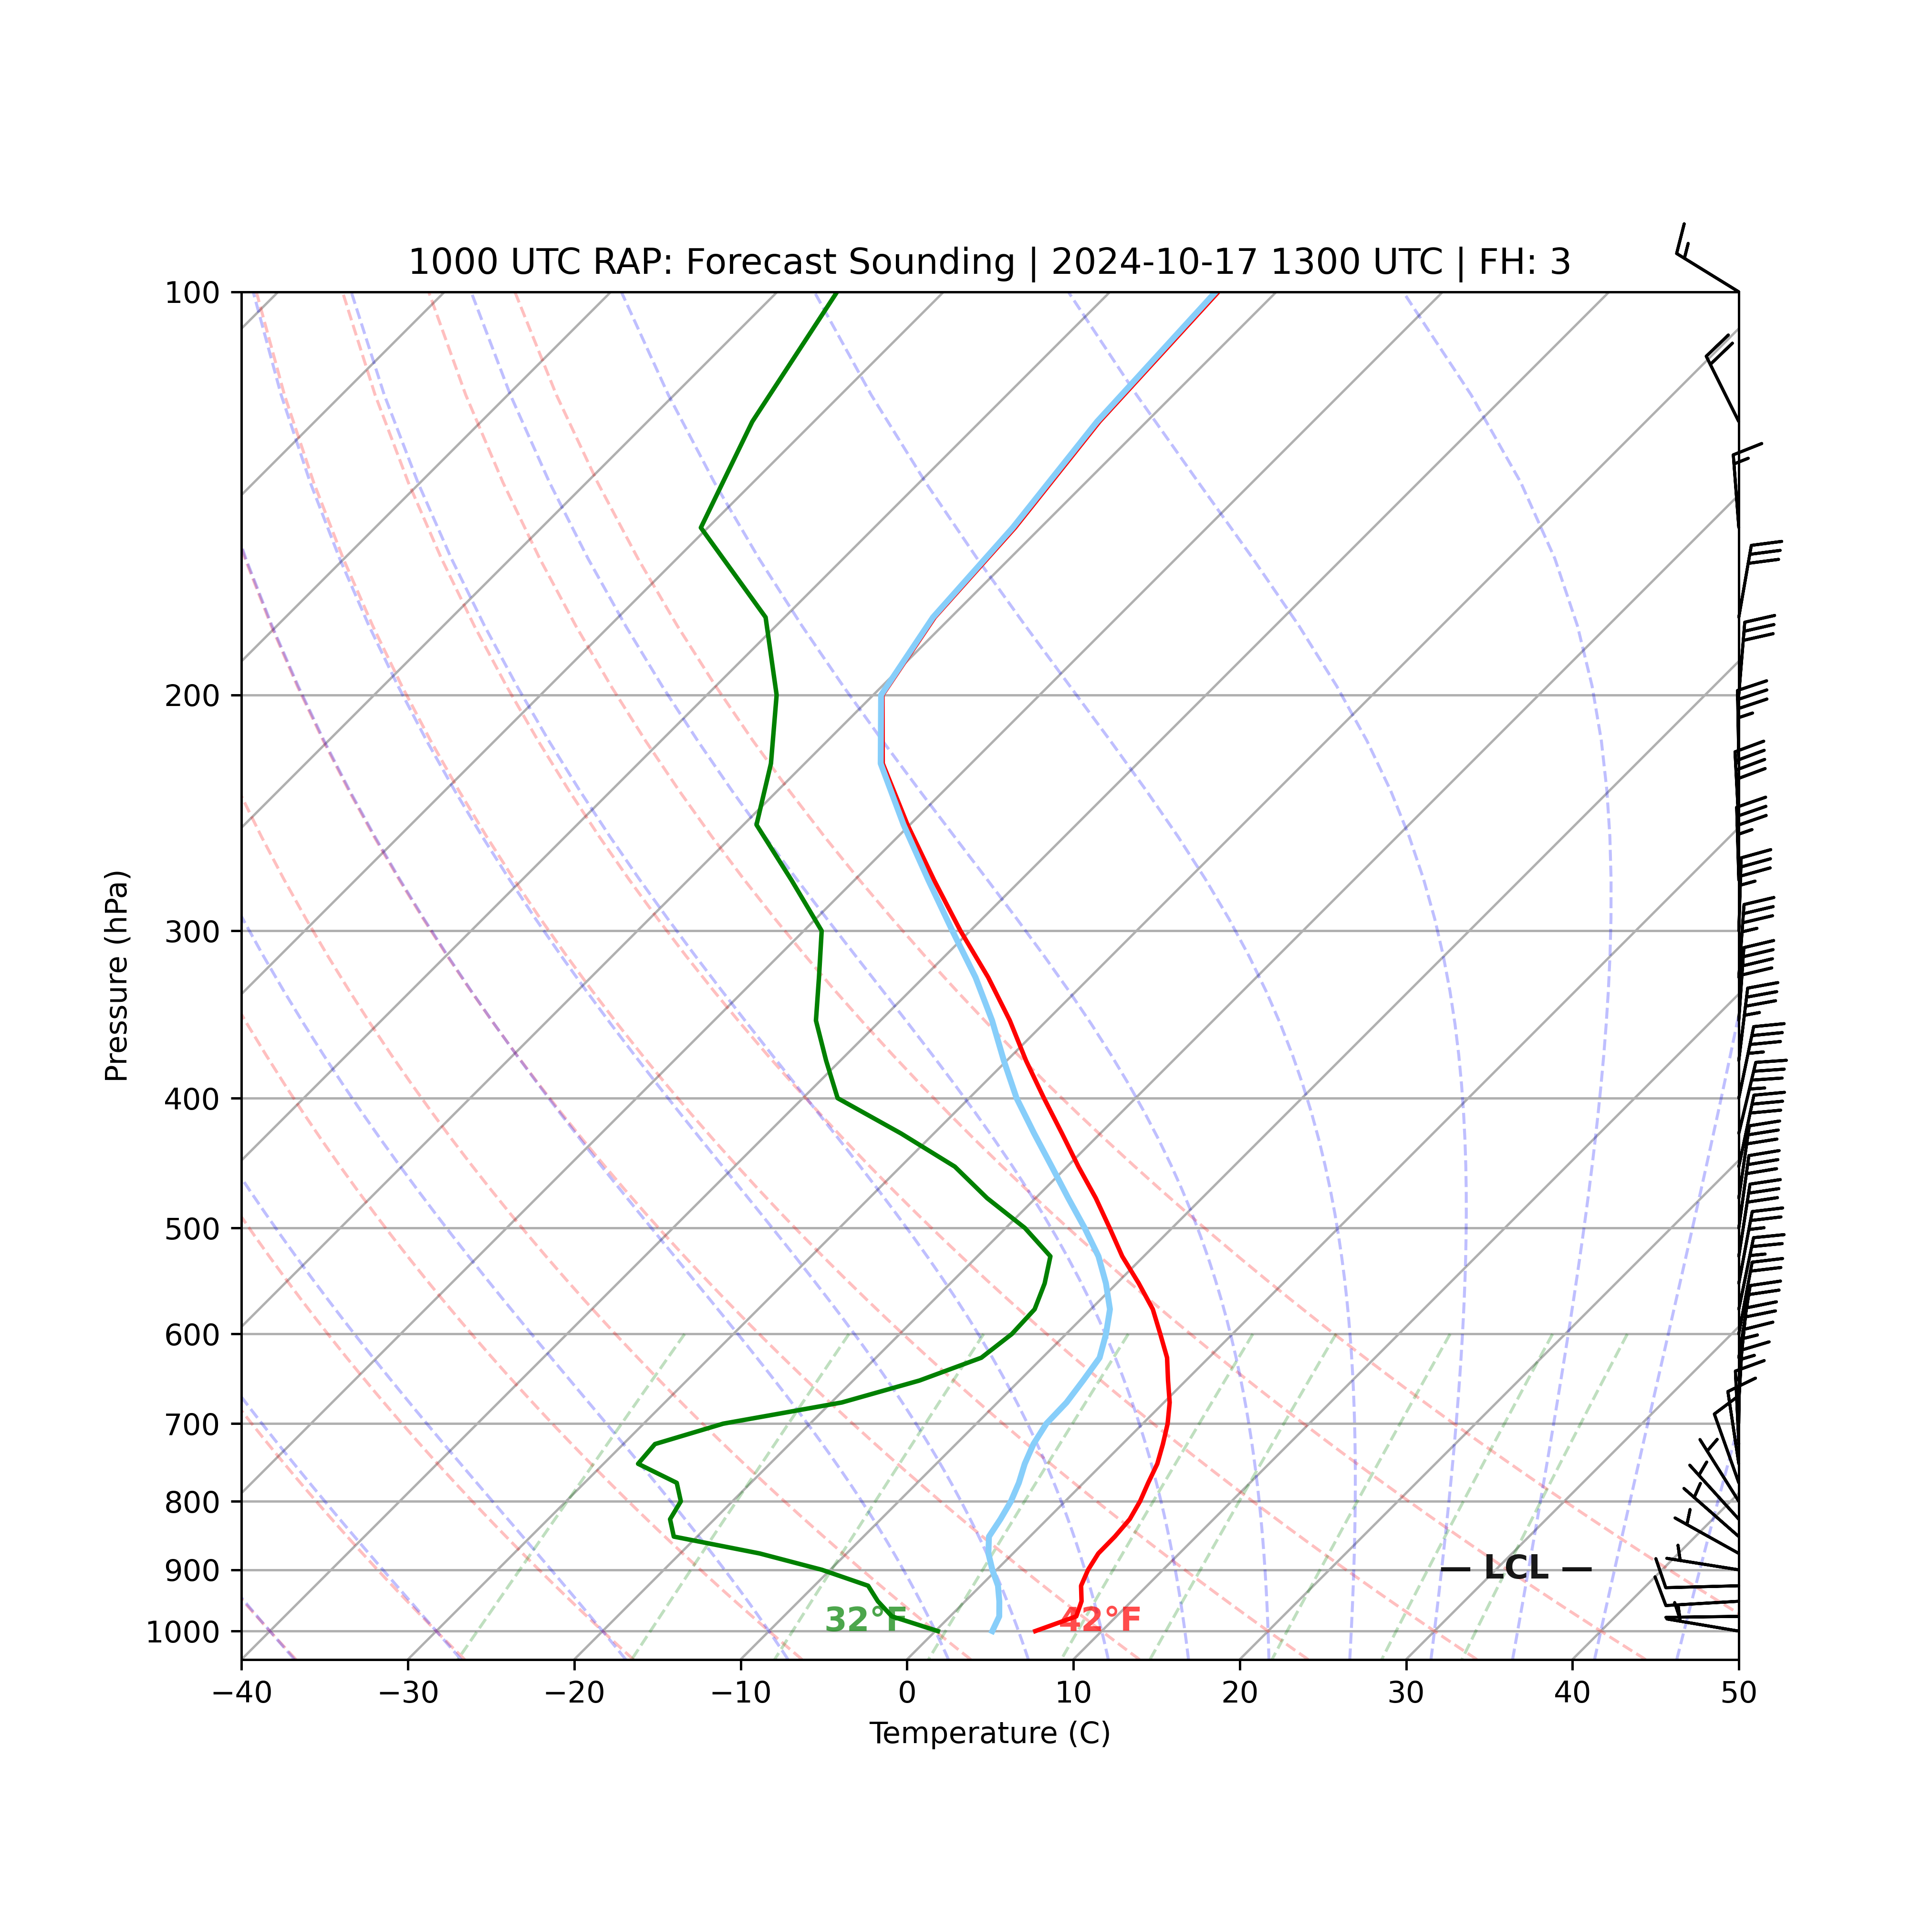 1000 UTC RAP: Forecast Sounding | 2024-10-17 1300 UTC | FH: 3
100
200
300
400
500
600
700
800
900
1000
Pressure (hPa)
— LCL —
32°F
42°F
−40 −30 −20 −10 0 10 20 30 40 50
Temperature (C)